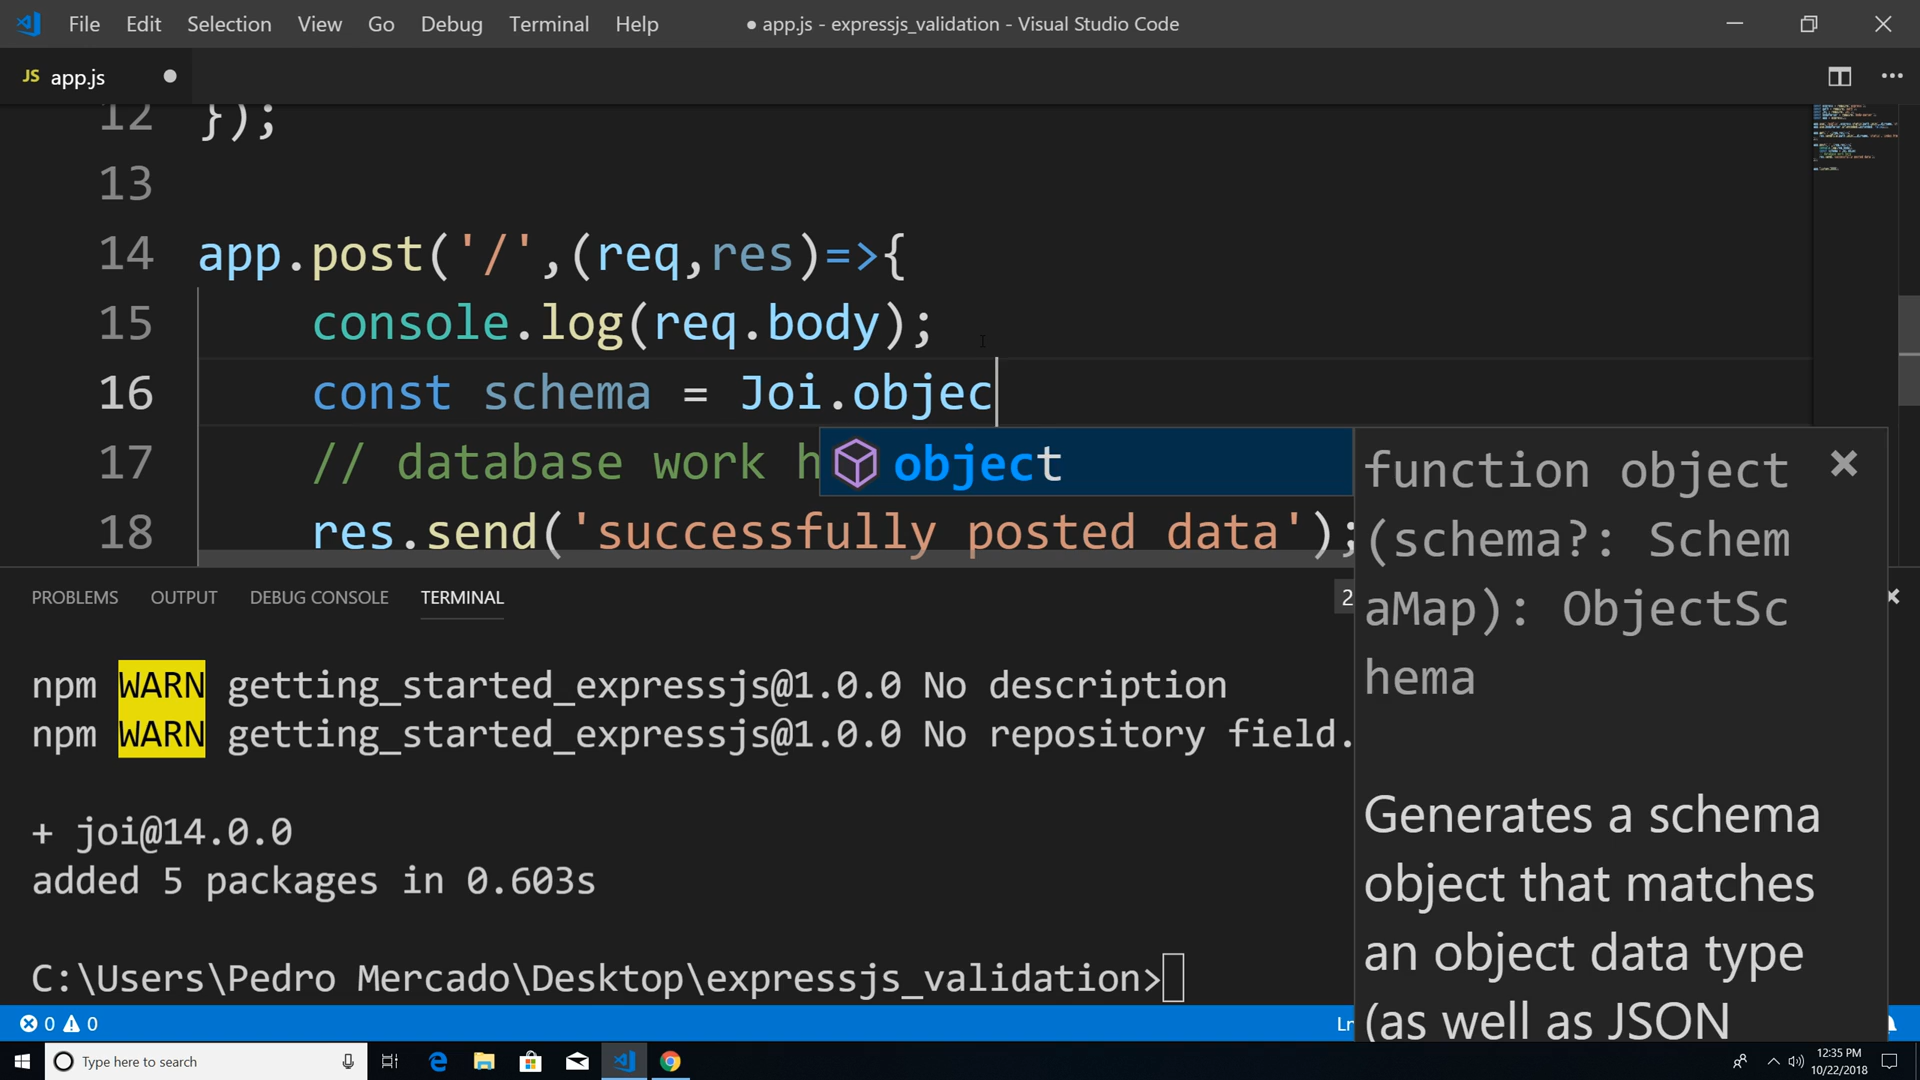 File Edit Selection View Go Debug Terminal Help
● app.js - expressjs_validation - Visual Studio Code
JS app.js
12 });
13
14 app.post('/',(req,res)=>{
15 console.log(req.body);
16 const schema = Joi.objec
17 // database work h
object
18 res.send('successfully posted data');
function object
(schema?: Schem
aMap): ObjectSc
hema
Generates a schema
object that matches
an object data type
(as well as JSON
PROBLEMS OUTPUT DEBUG CONSOLE TERMINAL
2
npm WARN getting_started_expressjs@1.0.0 No description
npm WARN getting_started_expressjs@1.0.0 No repository field.
+ joi@14.0.0
added 5 packages in 0.603s
C:\Users\Pedro Mercado\Desktop\expressjs_validation>
0 0
Ln
Type here to search
12:35 PM
10/22/2018